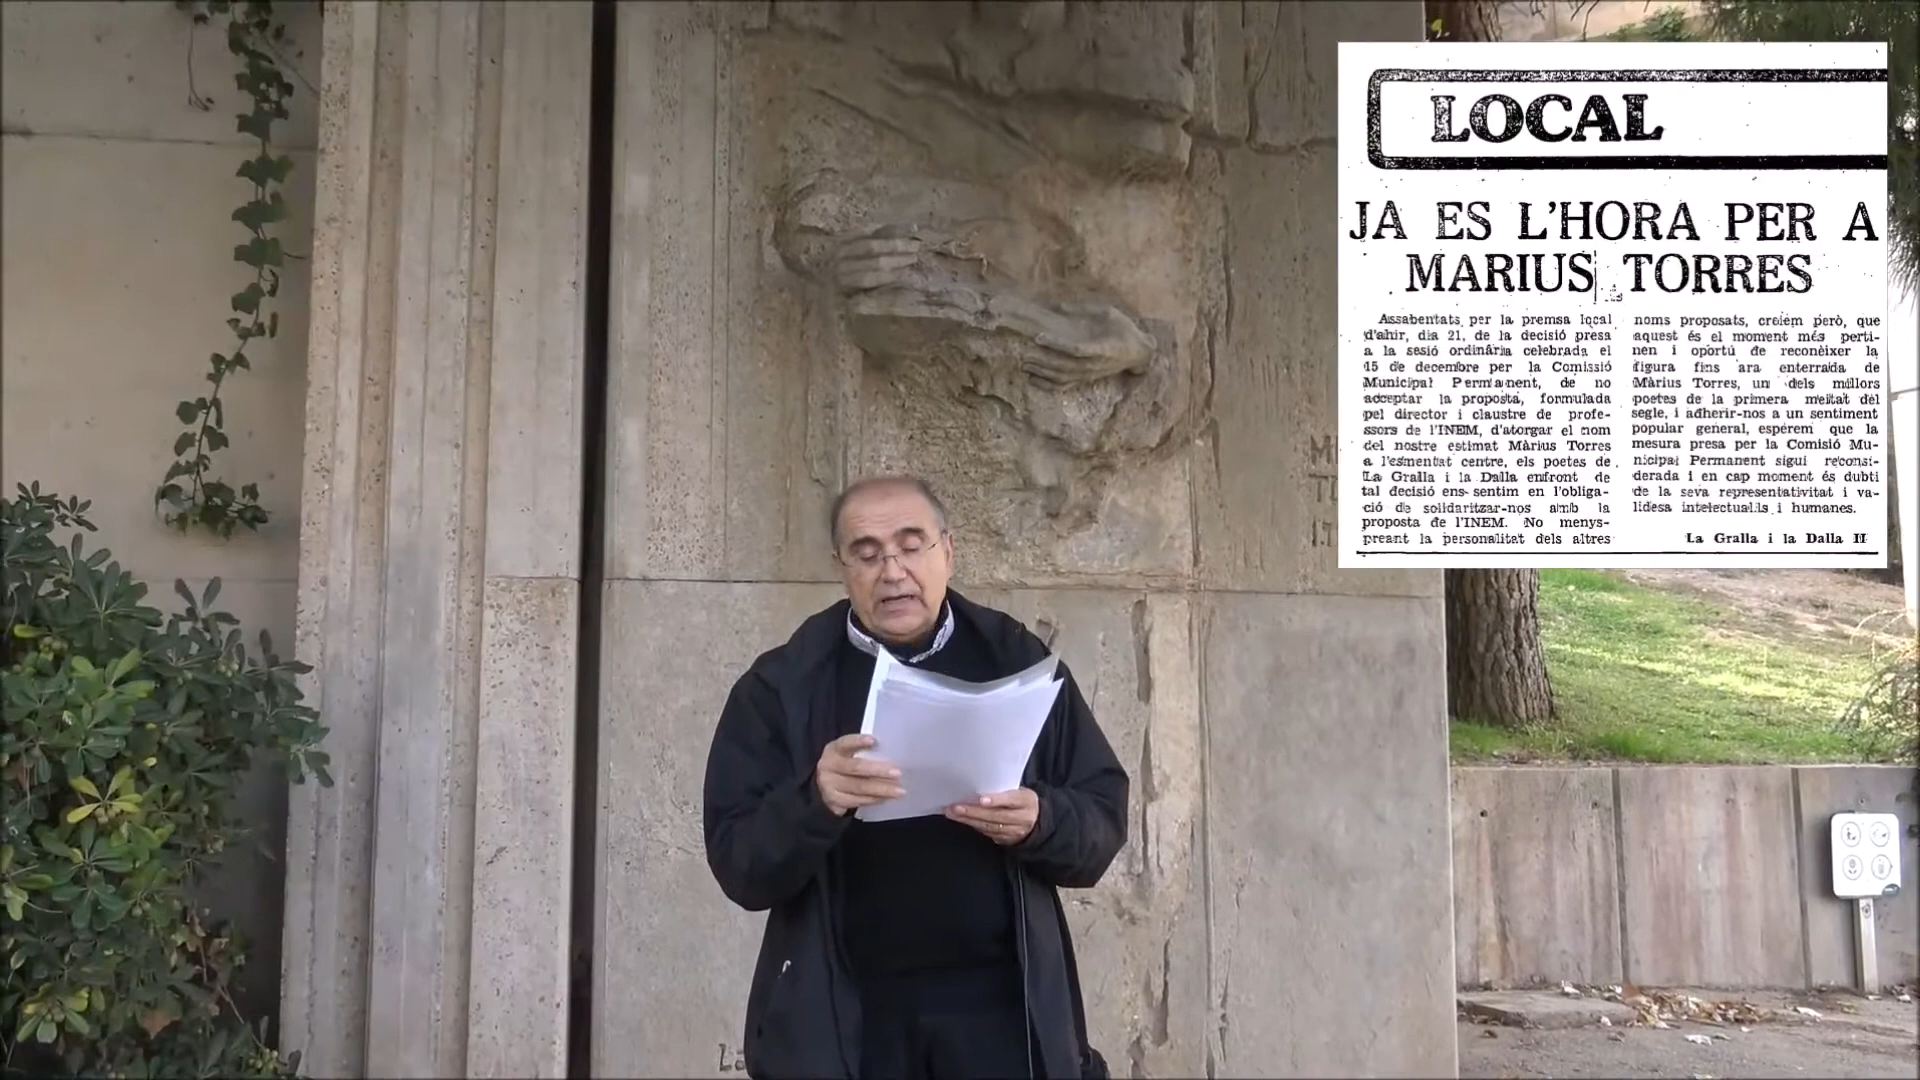 LOCAL
JA ES L'HORA PER A
MARIUS TORRES
Assabentats per la premsa local
d'ahir, dia 21, de la decisió presa
a la sesió ordinària celebrada el
15 de decembre per la Comissió
Municipal Permanent, de no
acceptar la proposta, formulada
pel director i claustre de profe-
ssors de l'INEM, d'atorgar el nom
del nostre estimat Màrius Torres
a l'esmentat centre, els poetes de
La Gralla i la Dalla enfront de
tal decisió ens sentim en l'obliga-
ció de solidaritzar-nos amb la
proposta de l'INEM. No menys-
preant la personalitat dels altres
noms proposats, creiem però, que
aquest és el moment més perti-
nen i oportú de reconèixer la
figura fins ara enterrada de
Màrius Torres, un dels millors
poetes de la primera meitat del
segle, i adherir-nos a un sentiment
popular general, esperem que la
mesura presa per la Comisió Mu-
nicipal Permanent sigui reconsi-
derada i en cap moment és dubti
de la seva representativitat i va-
lidesa intelectuals i humanes.
La Gralla i la Dalla II
M
T
La